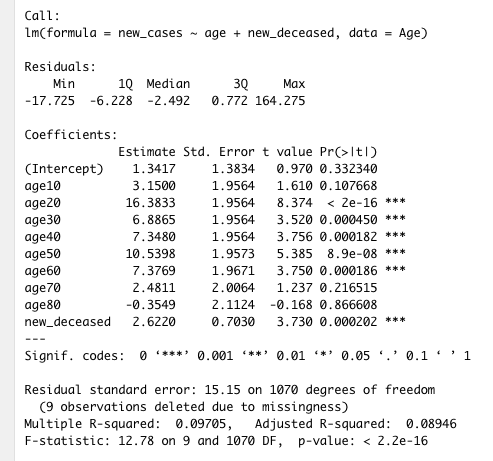 Call:
lm(formula = new_cases ~ age + new_deceased, data = Age)
Residuals:
Min 1Q Median 3Q Max
-17.725 -6.228 -2.492 0.772 164.275
Coefficients:
Estimate Std. Error t value Pr(>|t|)
(Intercept) 1.3417 1.3834 0.970 0.332340
age10 3.1500 1.9564 1.610 0.107668
age20 16.3833 1.9564 8.374 < 2e-16 ***
age30 6.8865 1.9564 3.520 0.000450 ***
age40 7.3480 1.9564 3.756 0.000182 ***
age50 10.5398 1.9573 5.385 8.9e-08 ***
age60 7.3769 1.9671 3.750 0.000186 ***
age70 2.4811 2.0064 1.237 0.216515
age80 -0.3549 2.1124 -0.168 0.866608
new_deceased 2.6220 0.7030 3.730 0.000202 ***
---
Signif. codes: 0 ‘***’ 0.001 ‘**’ 0.01 ‘*’ 0.05 ‘.’ 0.1 ‘ ’ 1
Residual standard error: 15.15 on 1070 degrees of freedom
(9 observations deleted due to missingness)
Multiple R-squared: 0.09705, Adjusted R-squared: 0.08946
F-statistic: 12.78 on 9 and 1070 DF, p-value: < 2.2e-16